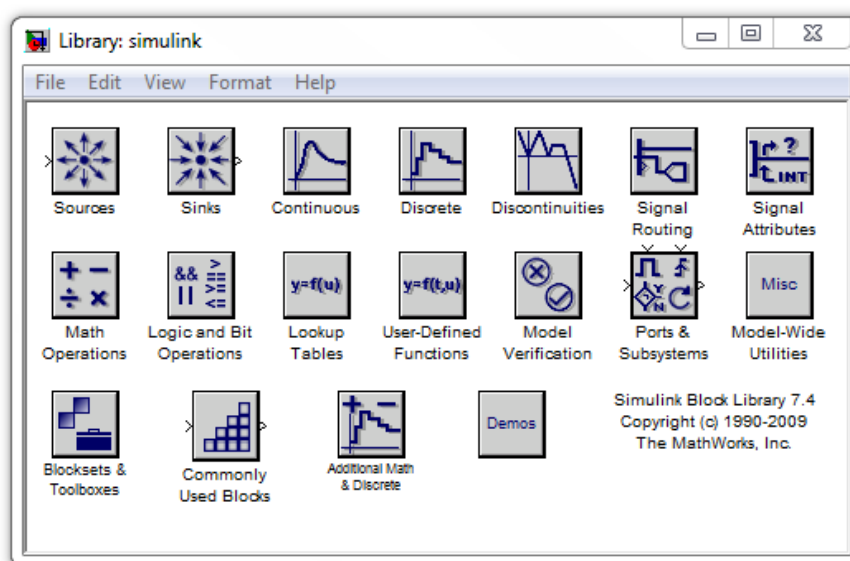 Library: simulink
File Edit View Format Help
Sources Sinks Continuous Discrete Discontinuities Signal Routing Signal Attributes
&& || > == >= <= y=f(u) y=f(t,u) Y N Misc
? INT
Math Operations Logic and Bit Operations Lookup Tables User-Defined Functions Model Verification Ports & Subsystems Model-Wide Utilities
Demos
Blocksets & Toolboxes Commonly Used Blocks Additional Math & Discrete
Simulink Block Library 7.4
Copyright (c) 1990-2009
The MathWorks, Inc.